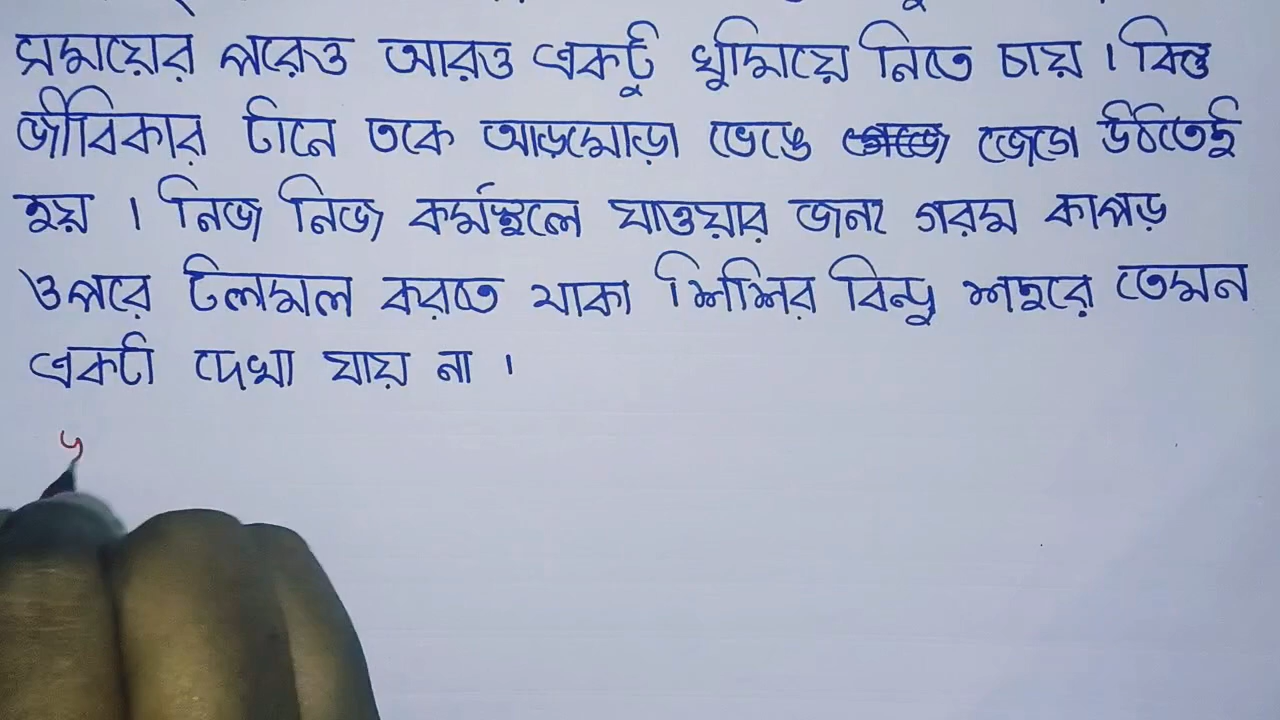 সময়ের পরেও আরও একটু ঘুমিয়ে নিতে চায়। কিন্তু
জীবিকার টানে তকে আড়মোড়া ভেঙে জেগে উঠতেই
হয়। নিজ নিজ কর্মস্থলে যাওয়ার জন্য গরম কাপড়
ওপরে টলমল করতে থাকা শিশির বিন্দু শহরে তেমন
একটা দেখা যায় না।